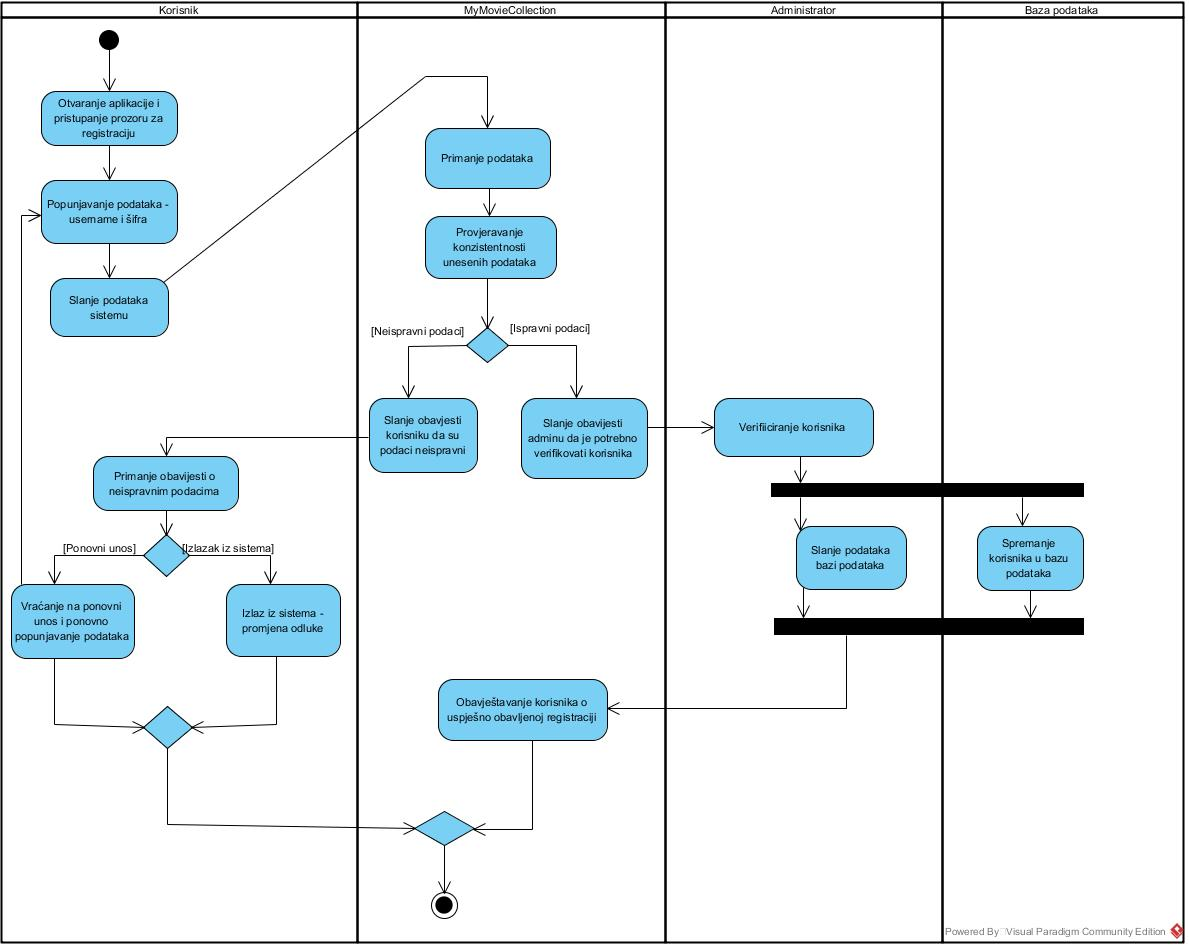 Korisnik
MyMovieCollection
Administrator
Baza podataka
Otvaranje aplikacije i
pristupanje prozoru za
registraciju
Popunjavanje podataka -
username i šifra
Slanje podataka
sistemu
Primanje podataka
Provjeravanje
konzistentnosti
unesenih podataka
[Neispravni podaci]
[Ispravni podaci]
Slanje obavjesti
korisniku da su
podaci neispravni
Slanje obavijesti
adminu da je potrebno
verifikovati korisnika
Verifiiciranje korisnika
Primanje obavijesti o
neispravnim podacima
[Ponovni unos]
[Izlazak iz sistema]
Slanje podataka
bazi podataka
Spremanje
korisnika u bazu
podataka
Vraćanje na ponovni
unos i ponovno
popunjavanje podataka
Izlaz iz sistema -
promjena odluke
Obavještavanje korisnika o
uspješno obavljenoj registraciji
Powered By Visual Paradigm Community Edition